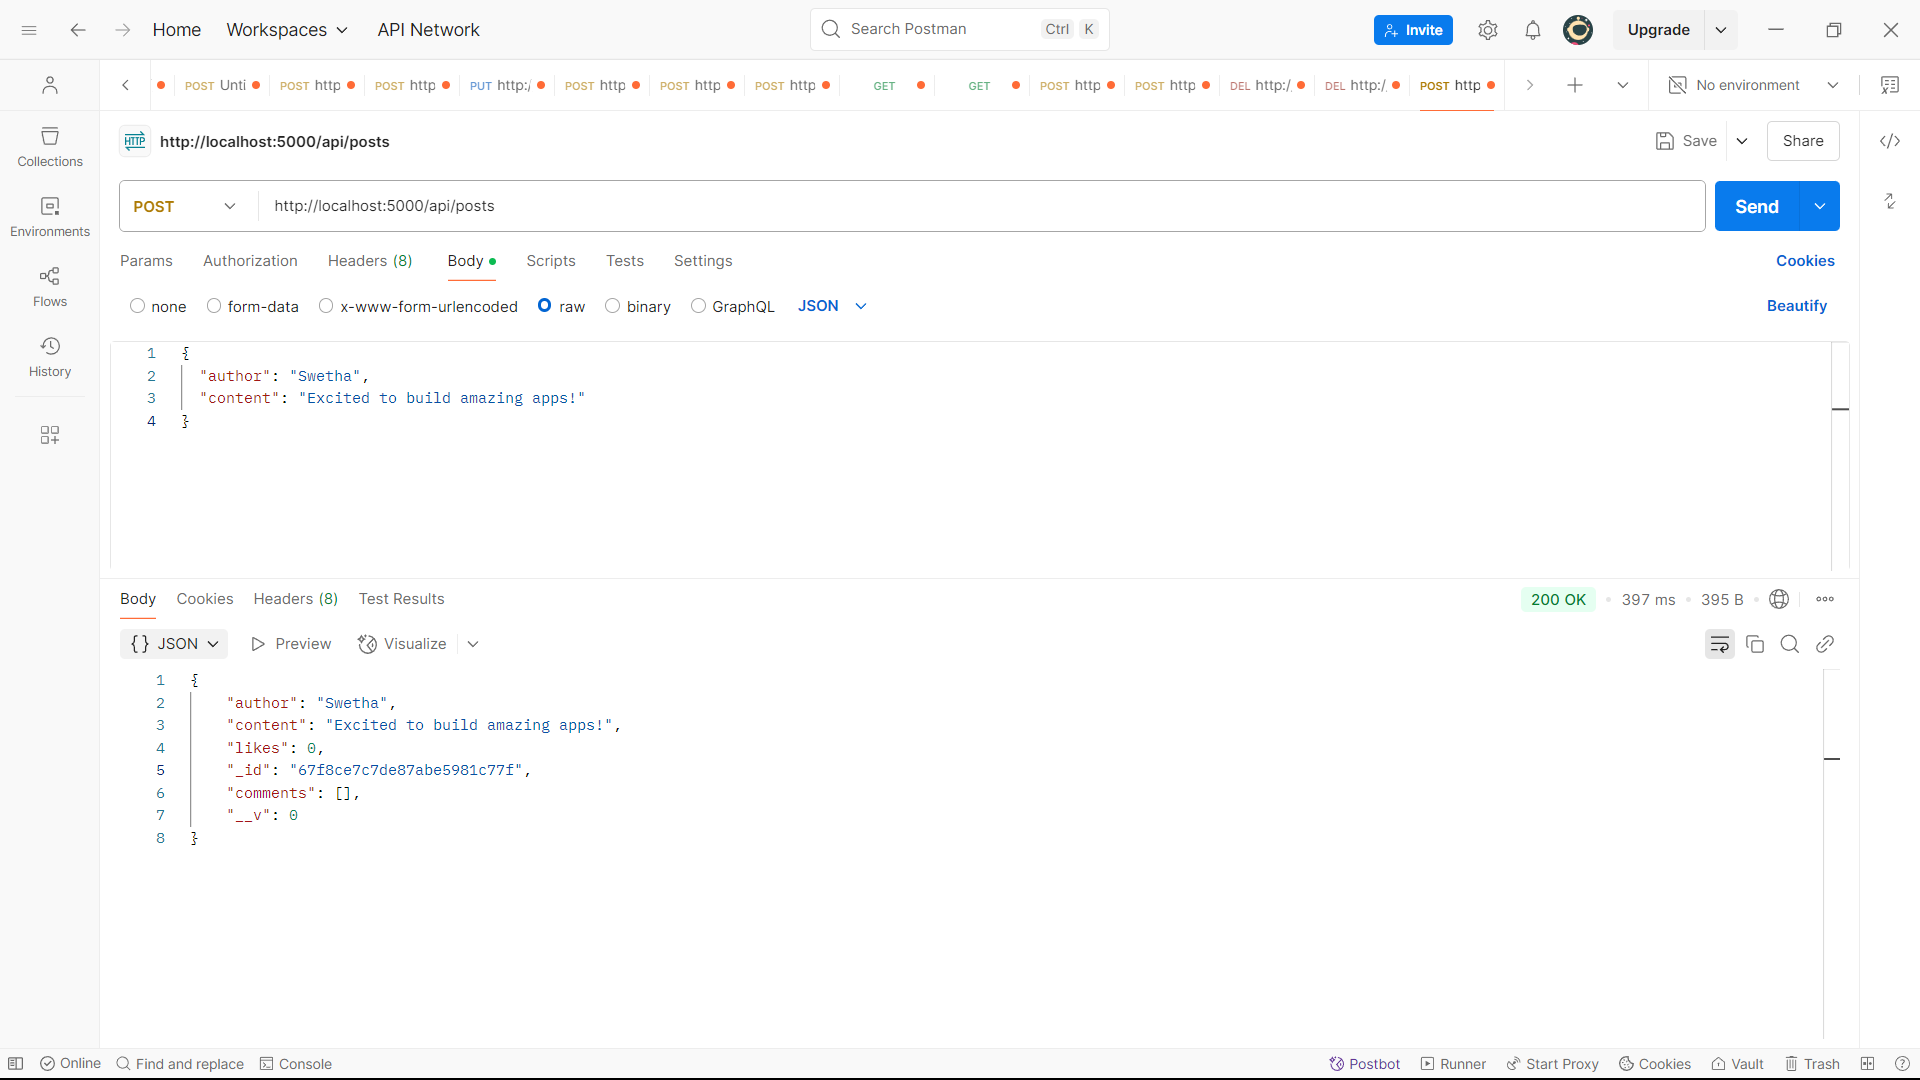 Home Workspaces API Network Search Postman Ctrl K Invite Upgrade
POST Unti POST http POST http PUT http:/ POST http POST http POST http GET GET POST http POST http DEL http:/ DEL http:/ POST http No environment
HTTP http://localhost:5000/api/posts Save Share
Collections
Environments
Flows
History
POST http://localhost:5000/api/posts Send
Params Authorization Headers (8) Body Scripts Tests Settings Cookies
none form-data x-www-form-urlencoded raw binary GraphQL JSON Beautify
1 {
2 "author": "Swetha",
3 "content": "Excited to build amazing apps!"
4 }
Body Cookies Headers (8) Test Results 200 OK 397 ms 395 B
{} JSON Preview Visualize
1 {
2 "author": "Swetha",
3 "content": "Excited to build amazing apps!",
4 "likes": 0,
5 "_id": "67f8ce7c7de87abe5981c77f",
6 "comments": [],
7 "__v": 0
8 }
Online Find and replace Console Postbot Runner Start Proxy Cookies Vault Trash